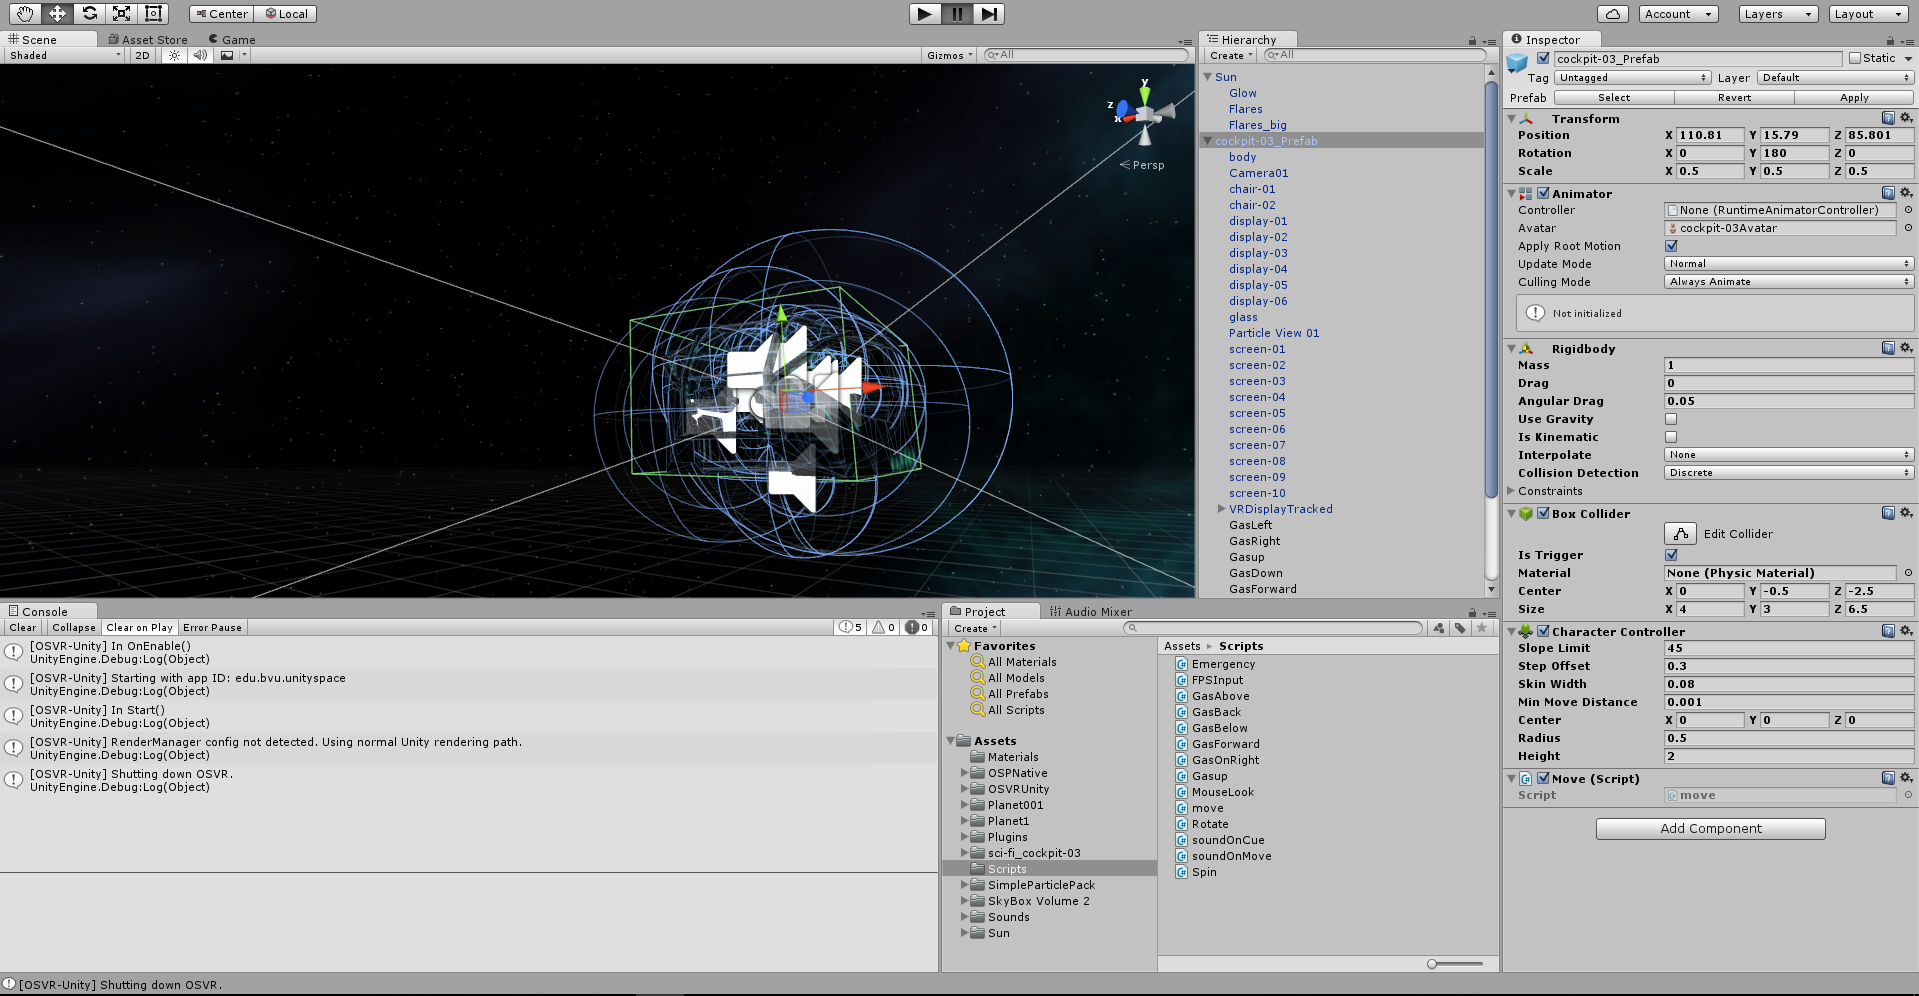 Center Local
Account Layers Layout
Scene Asset Store Game
Shaded 2D Gizmos All
y
z
x
Persp
Hierarchy
Create All
Sun
Glow
Flares
Flares_big
cockpit-03_Prefab
body
Camera01
chair-01
chair-02
display-01
display-02
display-03
display-04
display-05
display-06
glass
Particle View 01
screen-01
screen-02
screen-03
screen-04
screen-05
screen-06
screen-07
screen-08
screen-09
screen-10
VRDisplayTracked
GasLeft
GasRight
Gasup
GasDown
GasForward
Inspector
cockpit-03_Prefab Static
Tag Untagged Layer Default
Prefab Select Revert Apply
Transform
Position X 110.81 Y 15.79 Z 85.801
Rotation X 0 Y 180 Z 0
Scale X 0.5 Y 0.5 Z 0.5
Animator
Controller None (RuntimeAnimatorController)
Avatar cockpit-03Avatar
Apply Root Motion
Update Mode Normal
Culling Mode Always Animate
Not initialized
Rigidbody
Mass 1
Drag 0
Angular Drag 0.05
Use Gravity
Is Kinematic
Interpolate None
Collision Detection Discrete
Constraints
Box Collider
Edit Collider
Is Trigger
Material None (Physic Material)
Center X 0 Y -0.5 Z -2.5
Size X 4 Y 3 Z 6.5
Character Controller
Slope Limit 45
Step Offset 0.3
Skin Width 0.08
Min Move Distance 0.001
Center X 0 Y 0 Z 0
Radius 0.5
Height 2
Move (Script)
Script move
Add Component
Console
Clear Collapse Clear on Play Error Pause 5 0 0
[OSVR-Unity] In OnEnable()
UnityEngine.Debug:Log(Object)
[OSVR-Unity] Starting with app ID: edu.bvu.unityspace
UnityEngine.Debug:Log(Object)
[OSVR-Unity] In Start()
UnityEngine.Debug:Log(Object)
[OSVR-Unity] RenderManager config not detected. Using normal Unity rendering path.
UnityEngine.Debug:Log(Object)
[OSVR-Unity] Shutting down OSVR.
UnityEngine.Debug:Log(Object)
Project Audio Mixer
Create
Favorites
All Materials
All Models
All Prefabs
All Scripts
Assets
Materials
OSPNative
OSVRUnity
Planet001
Planet1
Plugins
sci-fi_cockpit-03
Scripts
SimpleParticlePack
SkyBox Volume 2
Sounds
Sun
Assets Scripts
Emergency
FPSInput
GasAbove
GasBack
GasBelow
GasForward
GasOnRight
Gasup
MouseLook
move
Rotate
soundOnCue
soundOnMove
Spin
[OSVR-Unity] Shutting down OSVR.